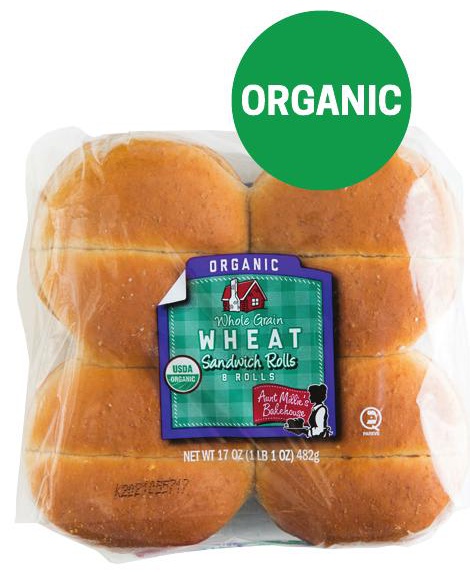 ORGANIC
ORGANIC
Whole Grain
WHEAT
Sandwich Rolls
8 ROLLS
USDA
ORGANIC
Aunt Millie's
Bakehouse
PAREVE
NET WT 17 OZ (1 LB 1 OZ) 482g